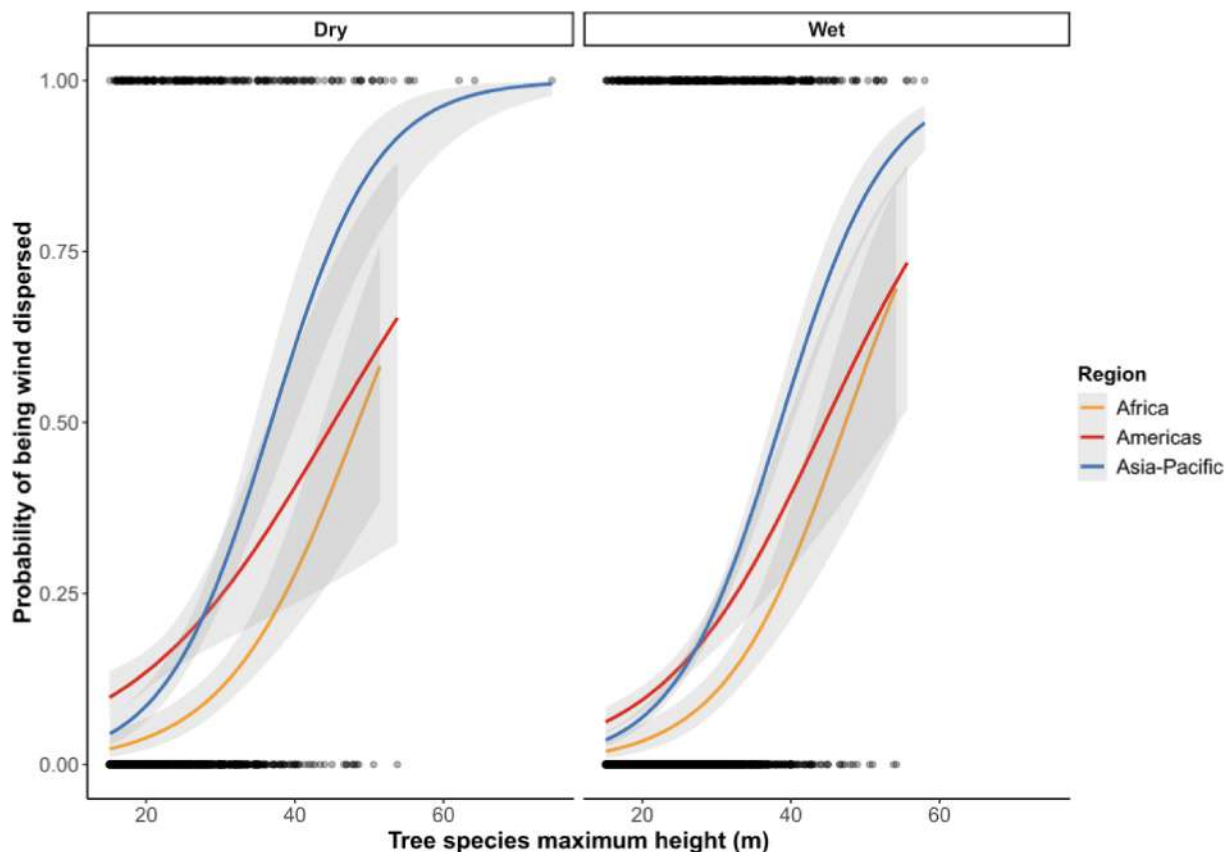 Dry
Wet
Probability of being wind dispersed
1.00
0.75
0.50
0.25
0.00
20
40
60
20
40
60
Tree species maximum height (m)
Region
Africa
Americas
Asia-Pacific